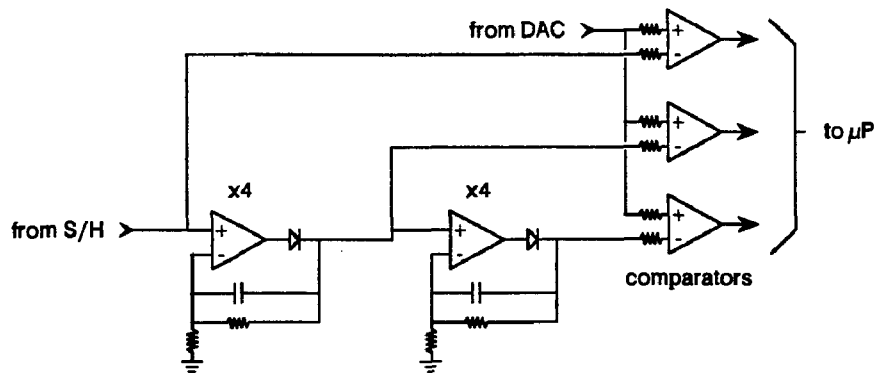 from DAC
+
-
+
-
to μP
x4
x4
+
-
from S/H
+
-
+
-
comparators